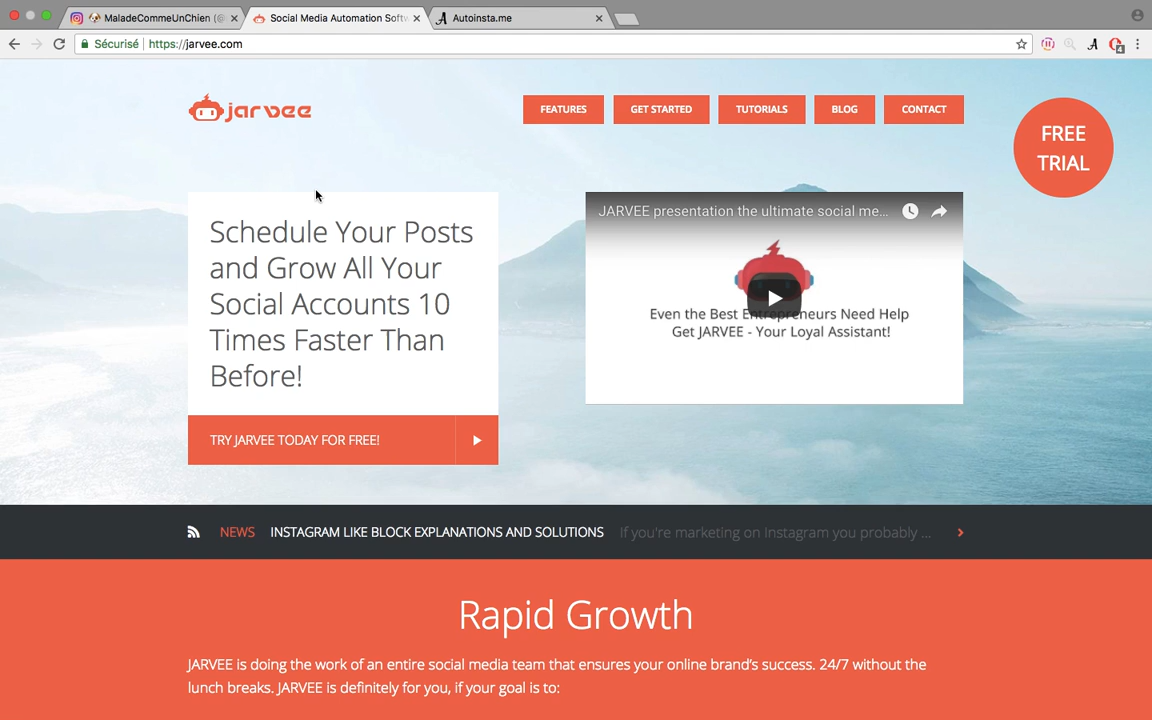 MaladeCommeUnChien (@
Social Media Automation Softw
Autoinsta.me
Sécurisé
https://jarvee.com
4
jarvee
FEATURES
GET STARTED
TUTORIALS
BLOG
CONTACT
FREE
TRIAL
Schedule Your Posts
and Grow All Your
Social Accounts 10
Times Faster Than
Before!
TRY JARVEE TODAY FOR FREE!
JARVEE presentation the ultimate social me...
Even the Best Entrepreneurs Need Help
Get JARVEE - Your Loyal Assistant!
NEWS INSTAGRAM LIKE BLOCK EXPLANATIONS AND SOLUTIONS If you're marketing on Instagram you probably ...
Rapid Growth
JARVEE is doing the work of an entire social media team that ensures your online brand's success. 24/7 without the
lunch breaks. JARVEE is definitely for you, if your goal is to: